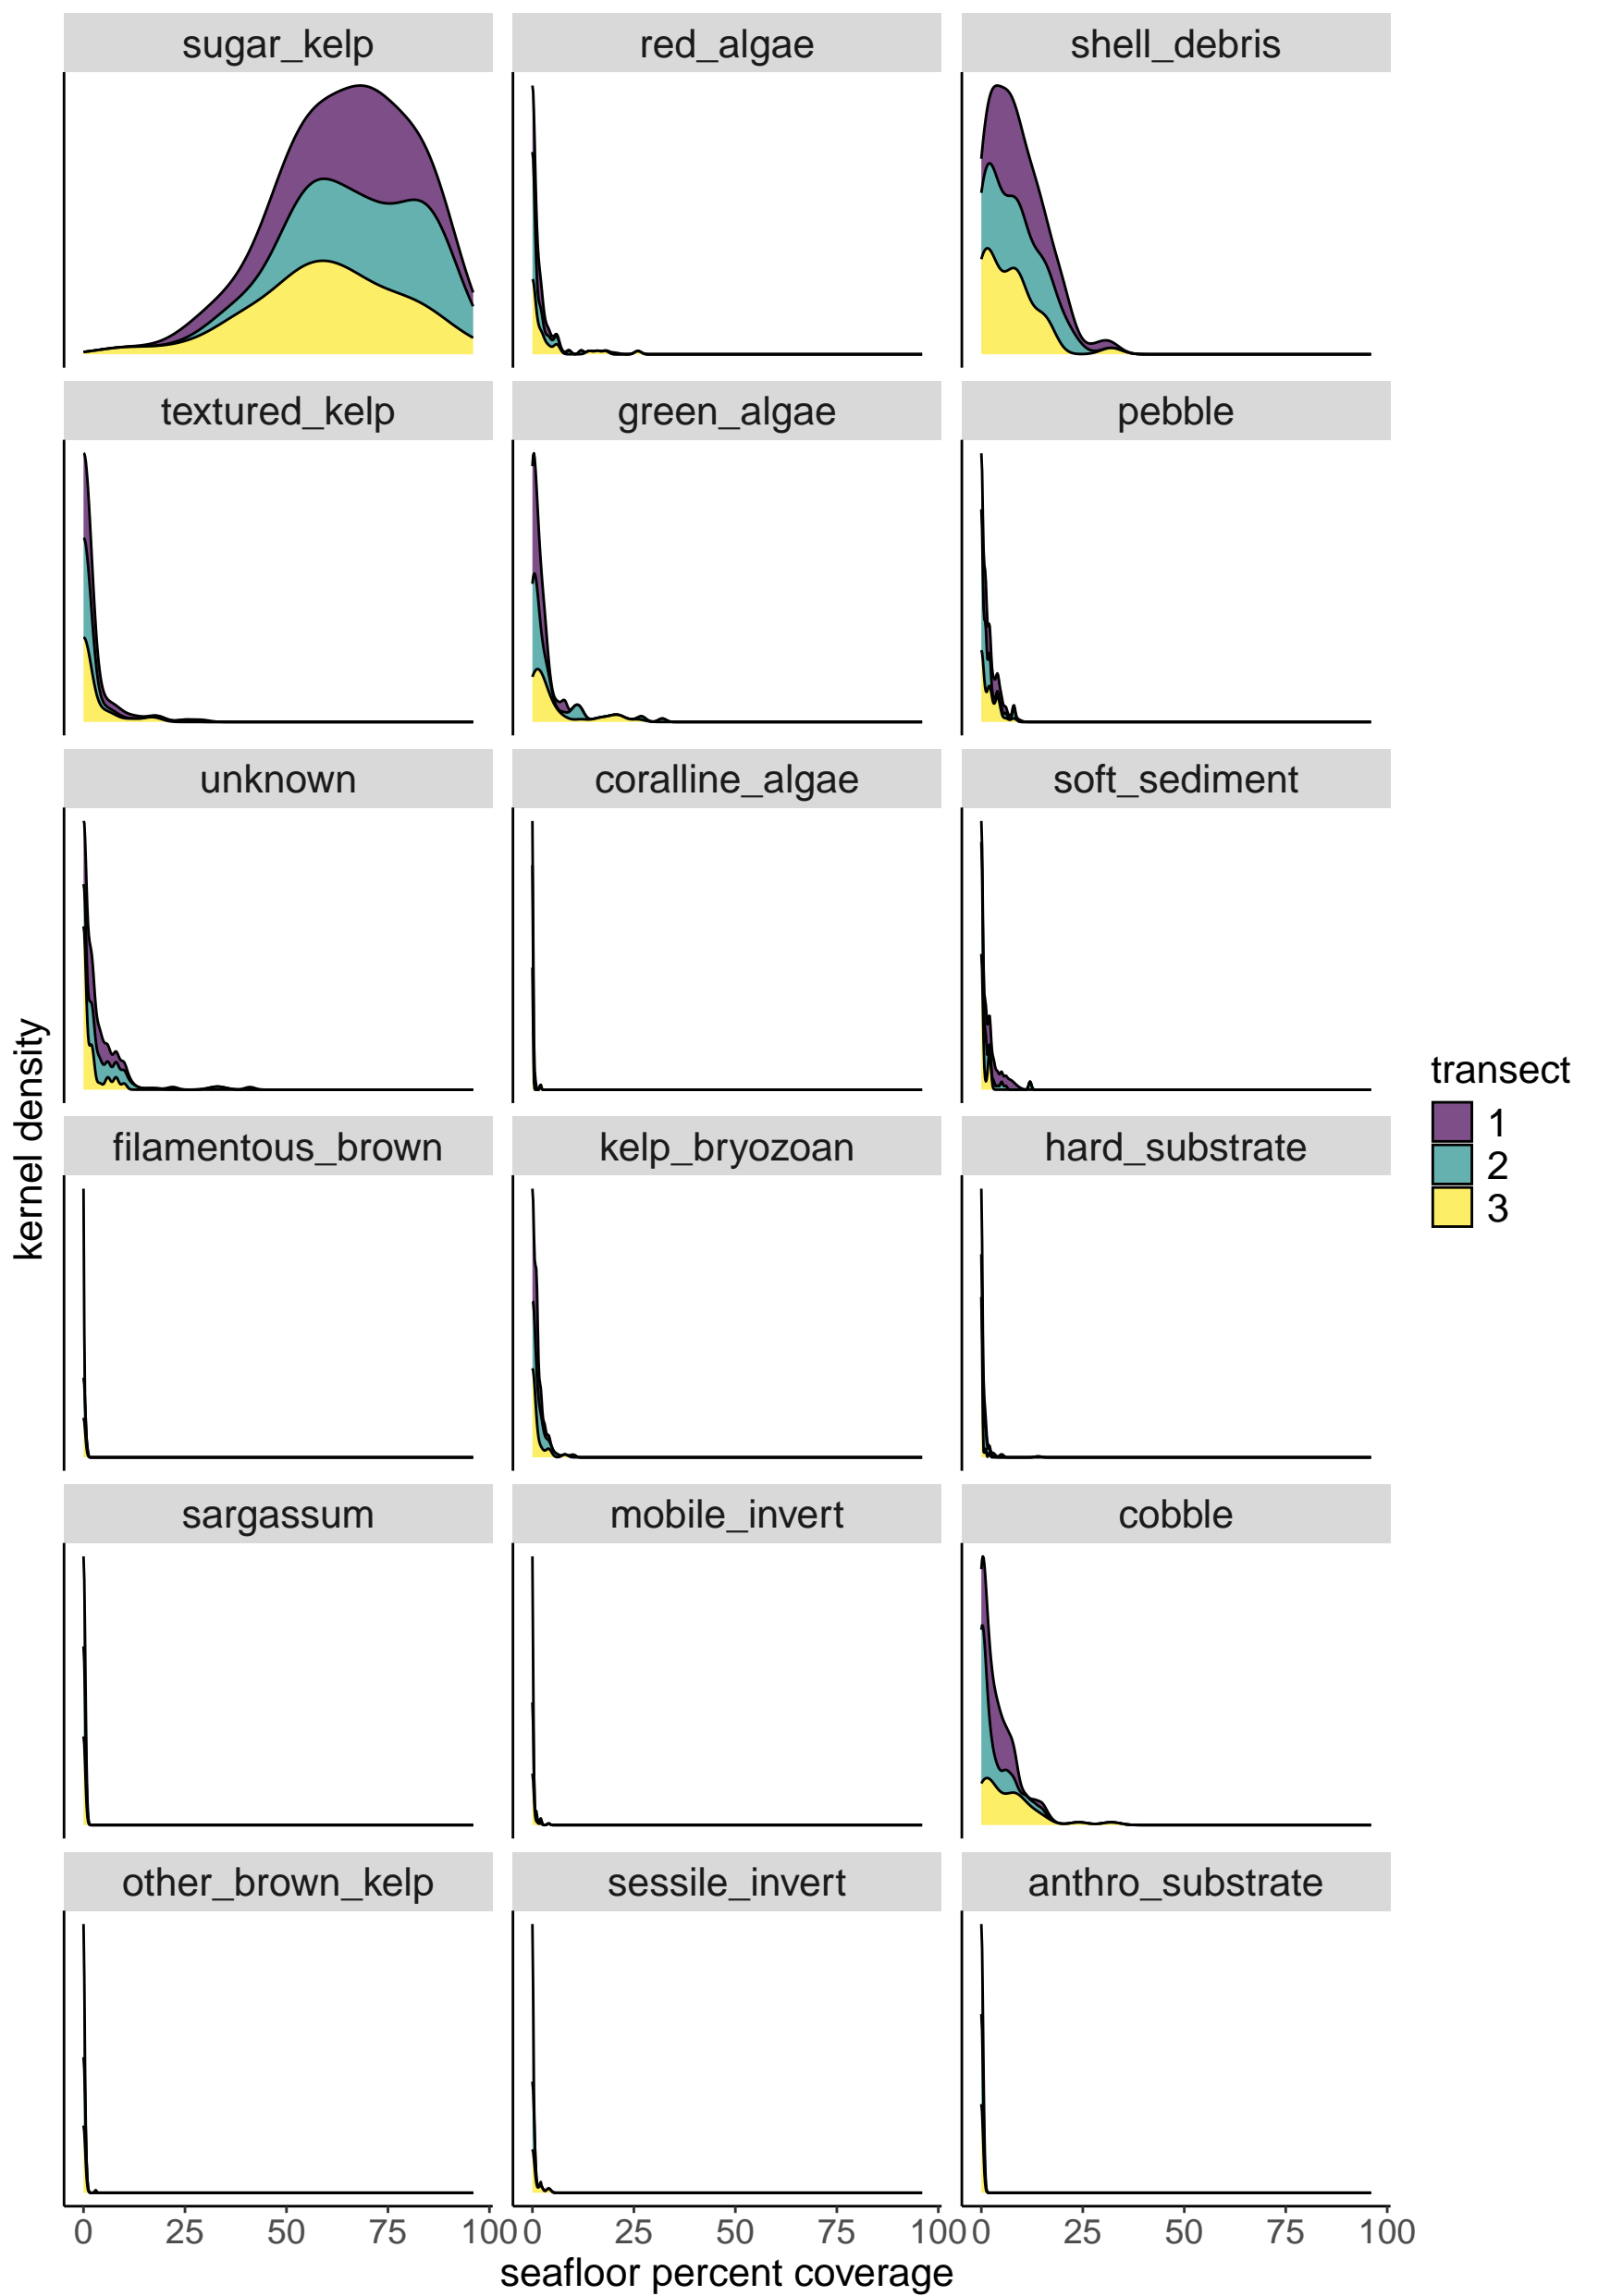 sugar_kelp
red_algae
shell_debris
textured_kelp
green_algae
pebble
unknown
coralline_algae
soft_sediment
filamentous_brown
kelp_bryozoan
hard_substrate
sargassum
mobile_invert
cobble
other_brown_kelp
sessile_invert
anthro_substrate
0 25 50 75 100
0 25 50 75 100
0 25 50 75 100
seafloor percent coverage
kernel density
transect
1
2
3